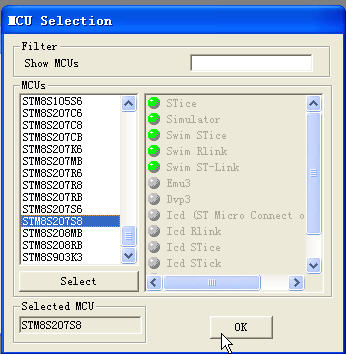 MCU Selection
Filter
Show MCUs
MCUs
STM8S105S6
STM8S207C6
STM8S207C8
STM8S207CB
STM8S207K6
STM8S207MB
STM8S207R6
STM8S207R8
STM8S207RB
STM8S207S6
STM8S207S8
STM8S208MB
STM8S208RB
STM8S903K3
STice
Simulator
Swim STice
Swim Rlink
Swim ST-Link
Emu3
Dvp3
Icd (ST Micro Connect o
Icd Rlink
Icd STice
Icd STick
Select
Selected MCU
STM8S207S8
OK